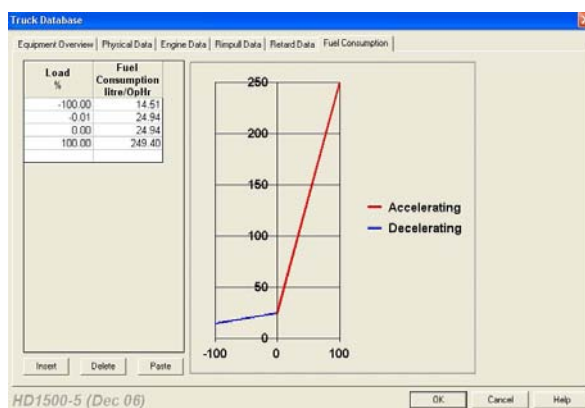 Truck Database
Equipment Overview | Physical Data | Engine Data | Rimpull Data | Retard Data | Fuel Consumption
Load % Fuel Consumption litre/OpHr
-100.00 14.51
-0.01 24.94
0.00 24.94
100.00 249.40
250
200
150
100
50
0
-100 0 100
Accelerating
Decelerating
Insert Delete Paste
HD1500-5 (Dec 06)
OK Cancel Help